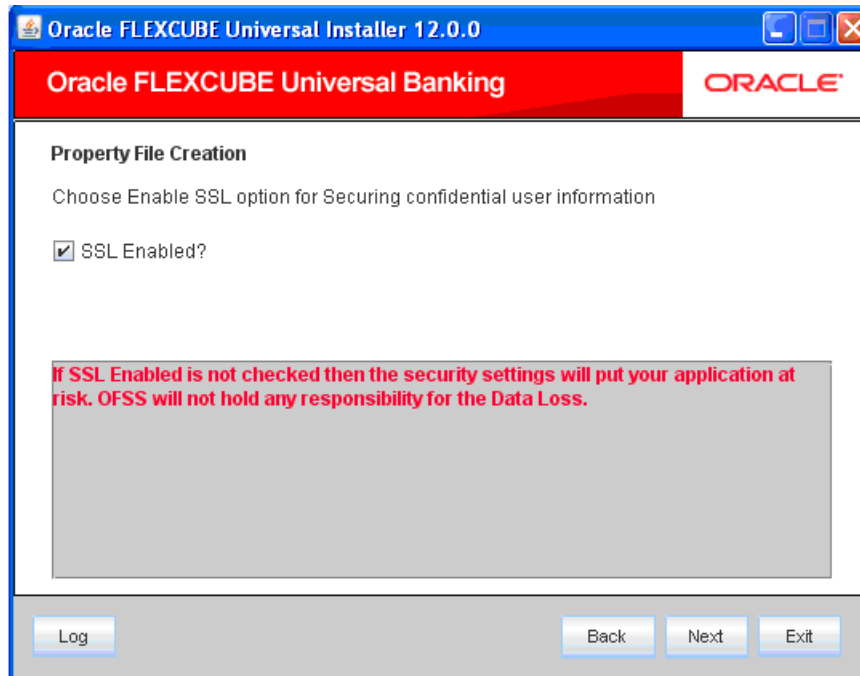 Oracle FLEXCUBE Universal Installer 12.0.0
Oracle FLEXCUBE Universal Banking
ORACLE
Property File Creation
Choose Enable SSL option for Securing confidential user information
SSL Enabled?
If SSL Enabled is not checked then the security settings will put your application at
risk. OFSS will not hold any responsibility for the Data Loss.
Log
Back
Next
Exit